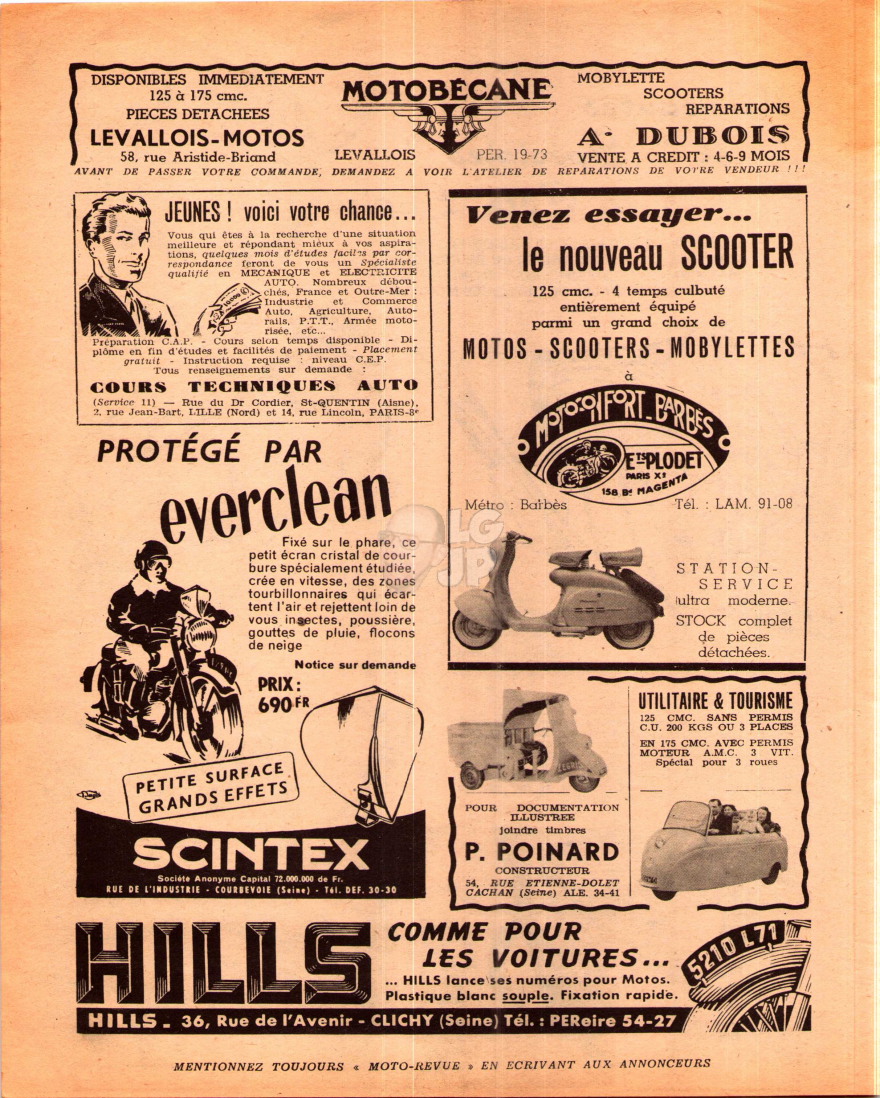 DISPONIBLES IMMEDIATEMENT
125 à 175 cmc.
PIECES DETACHEES
LEVALLOIS-MOTOS
58, rue Aristide-Briand
MOTOBÉCANE
LEVALLOIS PER. 19-73
MOBYLETTE
SCOOTERS
REPARATIONS
A. DUBOIS
VENTE A CREDIT : 4-6-9 MOIS
AVANT DE PASSER VOTRE COMMANDE, DEMANDEZ A VOIR L'ATELIER DE REPARATIONS DE VOTRE VENDEUR !!!
JEUNES ! voici votre chance...
Vous qui êtes à la recherche d'une situation
meilleure et répondant mieux à vos aspira-
tions, quelques mois d'études faciles par cor-
respondance feront de vous un Spécialiste
qualifié en MECANIQUE et ELECTRICITE
AUTO. Nombreux débou-
chés, France et Outre-Mer :
Industrie et Commerce
Auto, Agriculture, Auto-
rails, P.T.T., Armée moto-
risée, etc...
Préparation C.A.P. - Cours selon temps disponible - Di-
plôme en fin d'études et facilités de paiement - Placement
gratuit - Instruction requise : niveau C.E.P.
Tous renseignements sur demande :
COURS TECHNIQUES AUTO
(Service 11) — Rue du Dr Cordier, St-QUENTIN (Aisne),
2, rue Jean-Bart, LILLE (Nord) et 14, rue Lincoln, PARIS-8e
PROTÉGÉ PAR
everclean
Fixé sur le phare, ce
petit écran cristal de cour-
bure spécialement étudiée,
crée en vitesse, des zones
tourbillonnaires qui écar-
tent l'air et rejettent loin de
vous insectes, poussière,
gouttes de pluie, flocons
de neige
Notice sur demande
PRIX :
690 FR
PETITE SURFACE
GRANDS EFFETS
SCINTEX
Société Anonyme Capital 72.000.000 de Fr.
RUE DE L'INDUSTRIE - COURBEVOIE (Seine) - Tél. DEF. 30-30
Venez essayer...
le nouveau SCOOTER
125 cmc. - 4 temps culbuté
entièrement équipé
parmi un grand choix de
MOTOS - SCOOTERS - MOBYLETTES
à
MOTOCONFORT-BARBÈS
Ets PLODET
PARIS Xe
158 Bd MAGENTA
Métro : Barbès Tél. : LAM. 91-08
LG
JP
STATION-
SERVICE
ultra moderne.
STOCK complet
de pièces
détachées.
UTILITAIRE & TOURISME
125 CMC. SANS PERMIS
C.U. 200 KGS OU 3 PLACES
EN 175 CMC. AVEC PERMIS
MOTEUR A.M.C. 3 VIT.
Spécial pour 3 roues
POUR DOCUMENTATION
ILLUSTREE
joindre timbres
P. POINARD
CONSTRUCTEUR
54, RUE ETIENNE-DOLET
CACHAN (Seine) ALE. 34-41
HILLS
COMME POUR
LES VOITURES...
... HILLS lance ses numéros pour Motos.
Plastique blanc souple. Fixation rapide.
5210 L71
HILLS - 36, Rue de l'Avenir - CLICHY (Seine) Tél. : PEReire 54-27
MENTIONNEZ TOUJOURS « MOTO-REVUE » EN ECRIVANT AUX ANNONCEURS